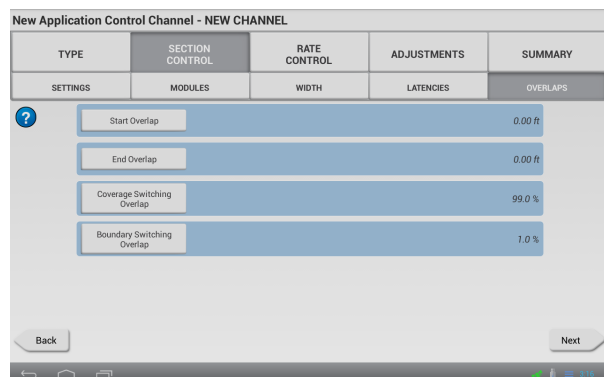 New Application Control Channel - NEW CHANNEL
TYPE
SECTION
CONTROL
RATE
CONTROL
ADJUSTMENTS
SUMMARY
SETTINGS
MODULES
WIDTH
LATENCIES
OVERLAPS
?
Start Overlap
0.00 ft
End Overlap
0.00 ft
Coverage Switching
Overlap
99.0 %
Boundary Switching
Overlap
1.0 %
Back
Next